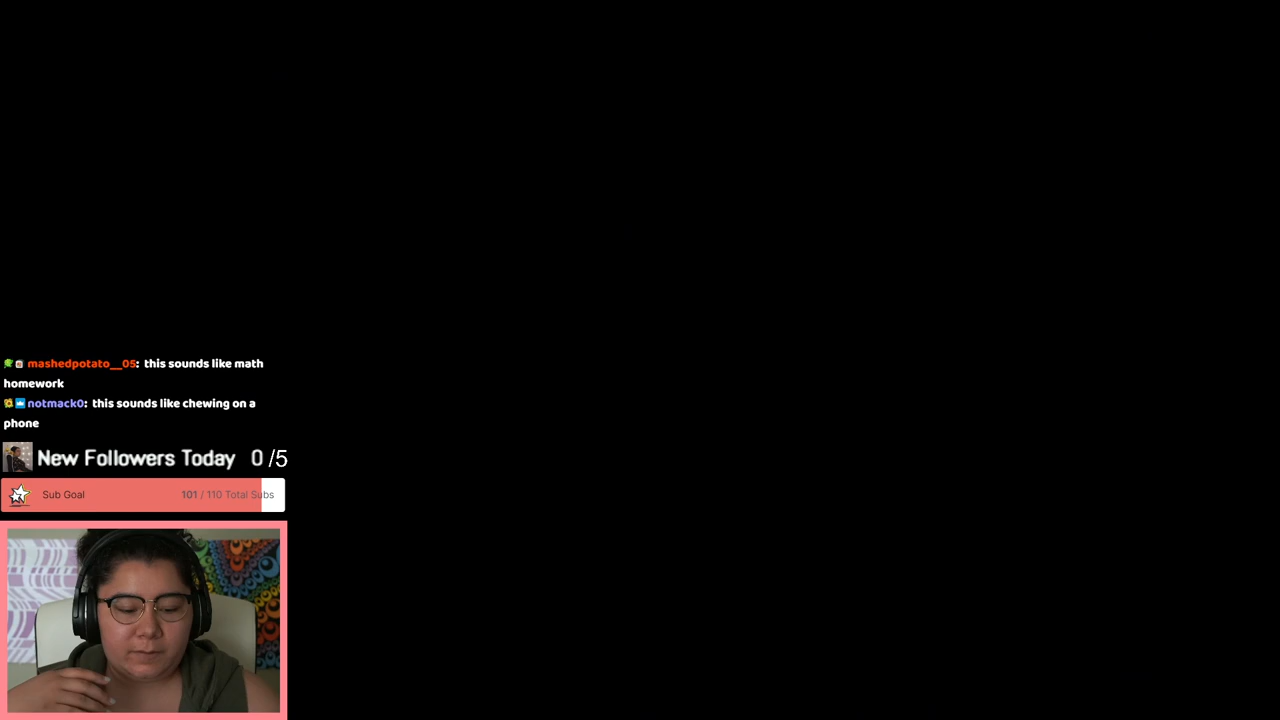 mashedpotato__05: this sounds like math
homework
notmack0: this sounds like chewing on a
phone
New Followers Today 0 /5
Sub Goal 101 / 110 Total Subs